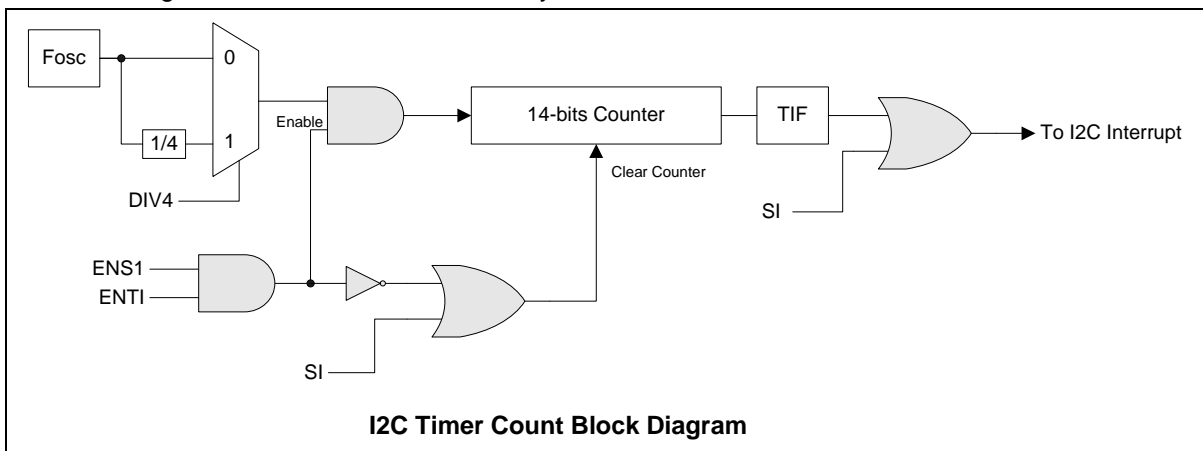 Fosc
0
1/4
1
DIV4
Enable
14-bits Counter
TIF
To I2C Interrupt
Clear Counter
SI
ENS1
ENTI
SI
I2C Timer Count Block Diagram